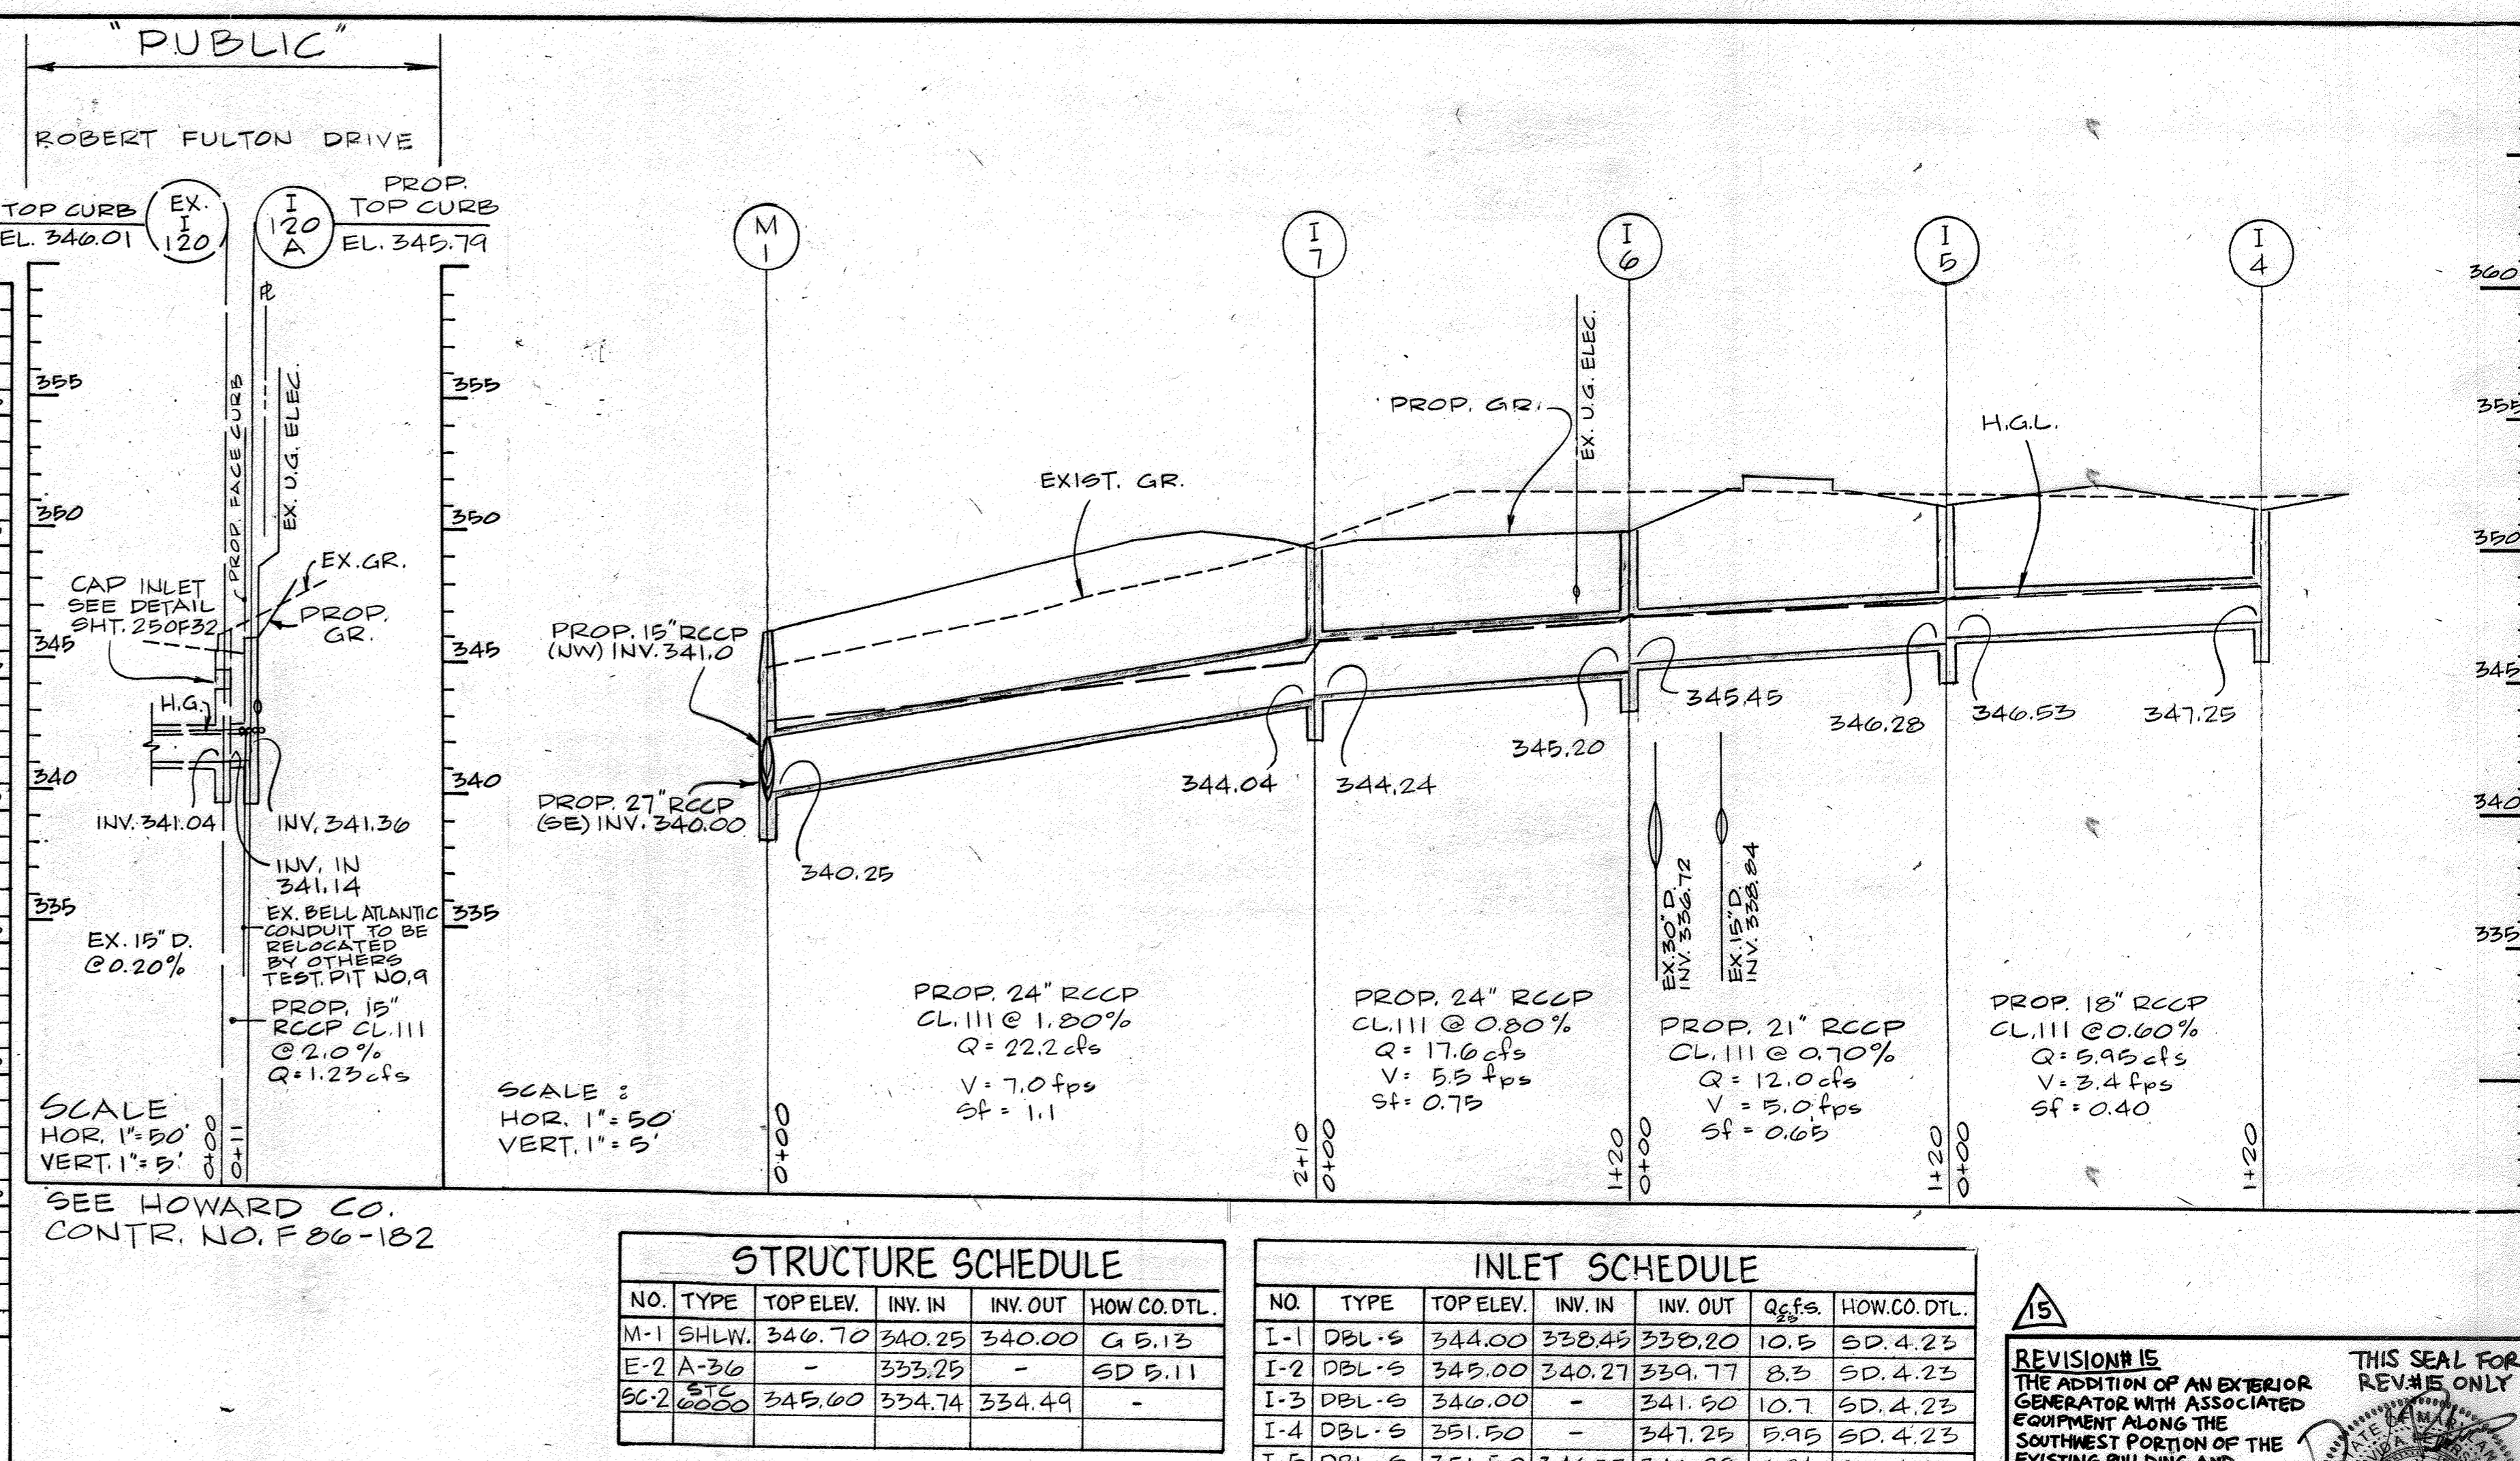 "PUBLIC"
ROBERT FULTON DRIVE
TOP CURB
EL. 346.01
EX.
I
120
I
120
A
PROP.
TOP CURB
EL. 345.79
355
350
345
340
335
355
350
345
340
335
PROP. FACE CURB
EX. U.G. ELEC.
CAP INLET
SEE DETAIL
SHT. 25OF32
EX.GR.
PROP.
GR.
H.G.
INV. 341.04
INV. 341.36
INV. IN
341.14
EX. BELL ATLANTIC
CONDUIT TO BE
RELOCATED
BY OTHERS
TEST. PIT NO.9
EX. 15" D.
@ 0.20%
PROP. 15"
RCCP CL.III
@ 2.0%
Q=1.23cfs
SCALE
HOR. 1"=50'
VERT. 1"=5'
0+00
0+11
SEE HOWARD CO.
CONTR. NO. F86-182
M
1
I
7
I
6
I
5
I
4
EXIST. GR.
PROP. GR.
EX. U.G. ELEC.
H.G.L.
PROP. 15" RCCP
(NW) INV. 341.0
PROP. 27" RCCP
(SE) INV. 340.00
340.25
344.04
344.24
345.20
345.45
346.28
346.53
347.25
EX.30" D.
INV. 336.72
EX.15" D.
INV. 338.84
PROP. 24" RCCP
CL. III @ 1.80%
Q = 22.2 cfs
V = 7.0 fps
Sf = 1.1
PROP. 24" RCCP
CL.III @ 0.80%
Q = 17.6 cfs
V = 5.5 fps
Sf = 0.75
PROP. 21" RCCP
CL. III @ 0.70%
Q = 12.0 cfs
V = 5.0 fps
Sf = 0.65
PROP. 18" RCCP
CL.III @ 0.60%
Q = 5.95 cfs
V = 3.4 fps
Sf = 0.40
SCALE :
HOR. 1" = 50'
VERT. 1" = 5'
0+00
2+10
0+00
1+20
0+00
1+20
0+00
1+20
360
355
350
345
340
335
STRUCTURE SCHEDULE
NO. TYPE TOP ELEV. INV. IN INV. OUT HOW.CO.DTL.
M-1 SHLW. 346.70 340.25 340.00 G 5.13
E-2 A-36 - 333.25 - SD 5.11
SC-2 STC 6000 345.60 334.74 334.49 -
INLET SCHEDULE
NO. TYPE TOP ELEV. INV. IN INV. OUT Qc.f.s. 25 HOW.CO. DTL.
I-1 DBL-S 344.00 338.45 338.20 10.5 SD. 4.23
I-2 DBL-S 345.00 340.27 339.77 8.3 SD. 4.23
I-3 DBL-S 346.00 - 341.50 10.7 SD. 4.23
I-4 DBL-S 351.50 - 347.25 5.95 SD. 4.23
15
REVISION# 15
THE ADDITION OF AN EXTERIOR
GENERATOR WITH ASSOCIATED
EQUIPMENT ALONG THE
SOUTHWEST PORTION OF THE
EXISTING BUILDING AND
THIS SEAL FOR
REV.#15 ONLY